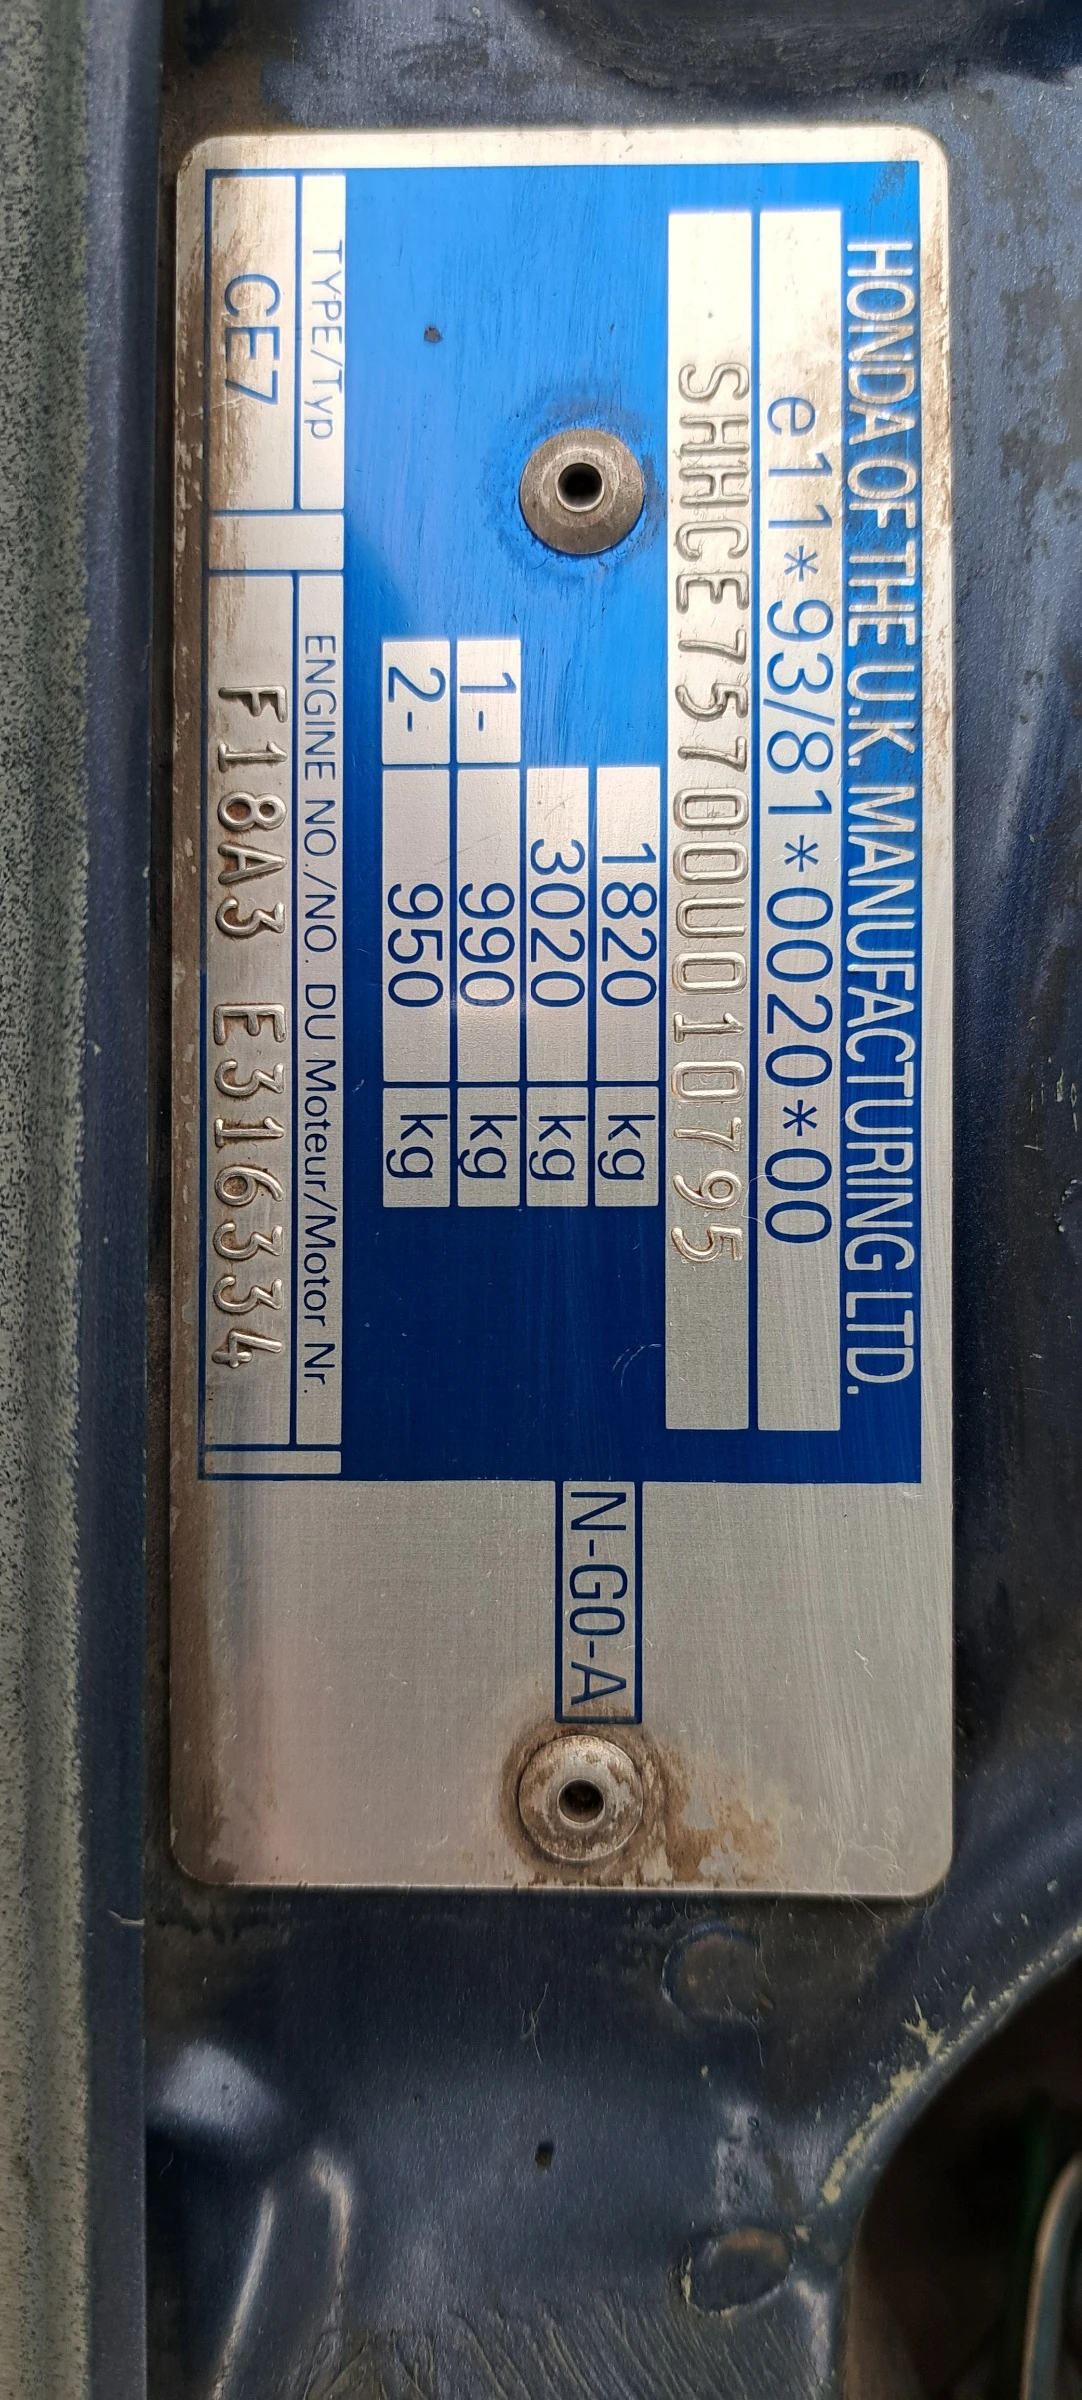 HONDA OF THE U.K. MANUFACTURING LTD.
e11*93/81*0020*00
SHHCE75700U010795
1820 kg
3020 kg
1- 990 kg
2- 950 kg
N-G0-A
TYPE/Typ ENGINE NO./NO. DU Moteur/Motor Nr.
CE7 F18A3 E316334